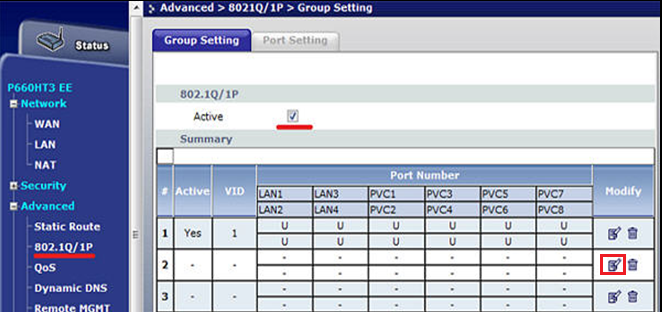 Advanced > 8021Q/1P > Group Setting
Status
Group Setting Port Setting
P660HT3 EE
Network
WAN
LAN
NAT
Security
Advanced
Static Route
802.1Q/1P
QoS
Dynamic DNS
Remote MGMT
802.1Q/1P
Active
Summary
# Active VID Port Number Modify
LAN1 LAN3 PVC1 PVC3 PVC5 PVC7
LAN2 LAN4 PVC2 PVC4 PVC6 PVC8
1 Yes 1 U U U U U U
U U U U U U
2 - - - - - - - -
- - - - - -
3 - - - - - - - -
- - - - - -